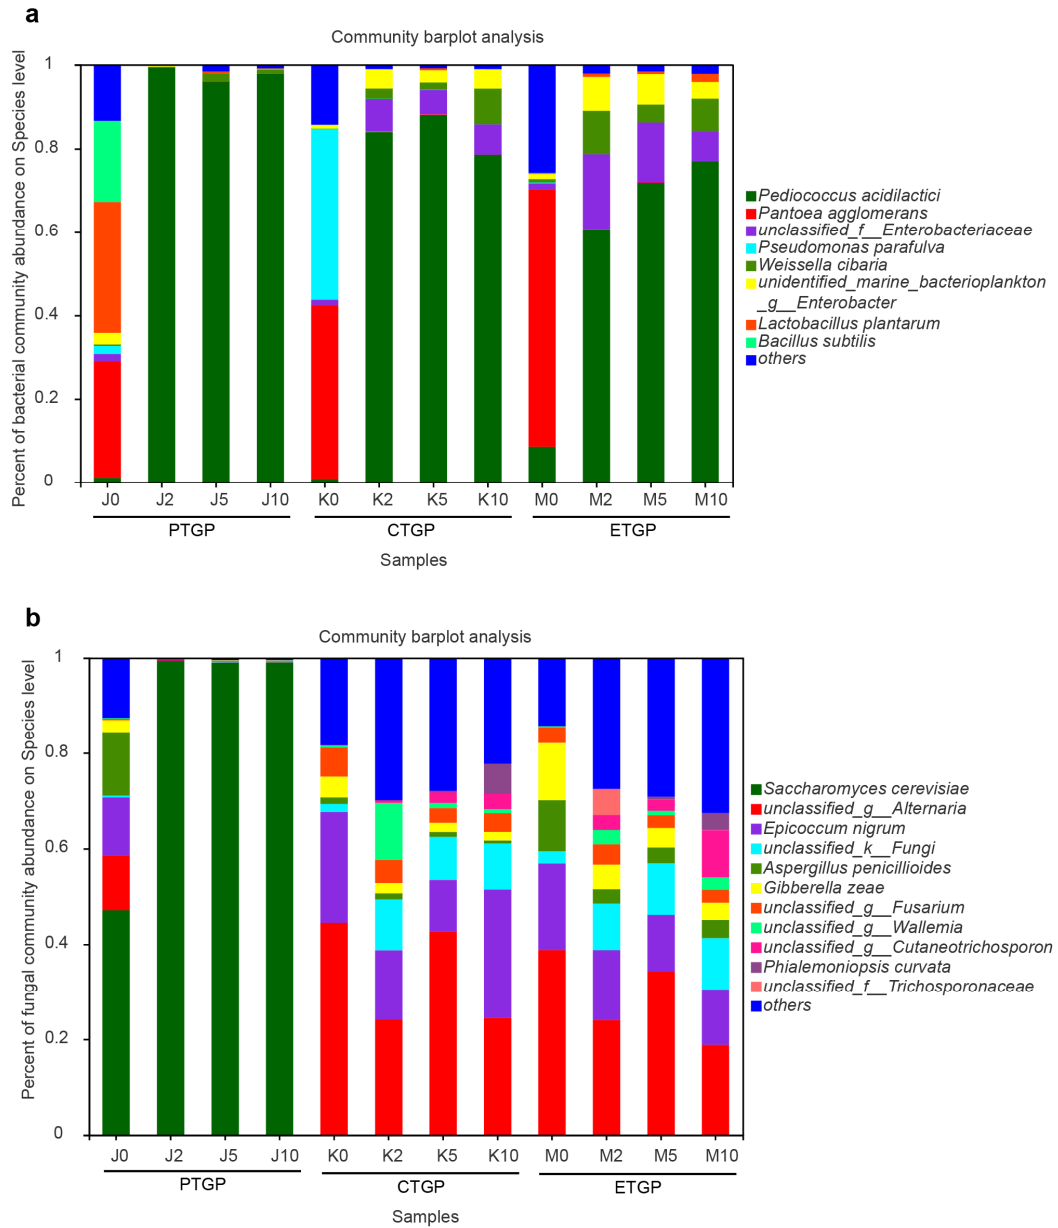 a
Community barplot analysis
Percent of bacterial community abundance on Species level
1
0.8
0.6
0.4
0.2
0
J0 J2 J5 J10 K0 K2 K5 K10 M0 M2 M5 M10
PTGP CTGP ETGP
Samples
Pediococcus acidilactici
Pantoea agglomerans
unclassified_f__Enterobacteriaceae
Pseudomonas parafulva
Weissella cibaria
unidentified_marine_bacterioplankton
_g__Enterobacter
Lactobacillus plantarum
Bacillus subtilis
others
b
Community barplot analysis
Percent of fungal community abundance on Species level
1
0.8
0.6
0.4
0.2
0
J0 J2 J5 J10 K0 K2 K5 K10 M0 M2 M5 M10
PTGP CTGP ETGP
Samples
Saccharomyces cerevisiae
unclassified_g__Alternaria
Epicoccum nigrum
unclassified_k__Fungi
Aspergillus penicillioides
Gibberella zeae
unclassified_g__Fusarium
unclassified_g__Wallemia
unclassified_g__Cutaneotrichosporon
Phialemoniopsis curvata
unclassified_f__Trichosporonaceae
others